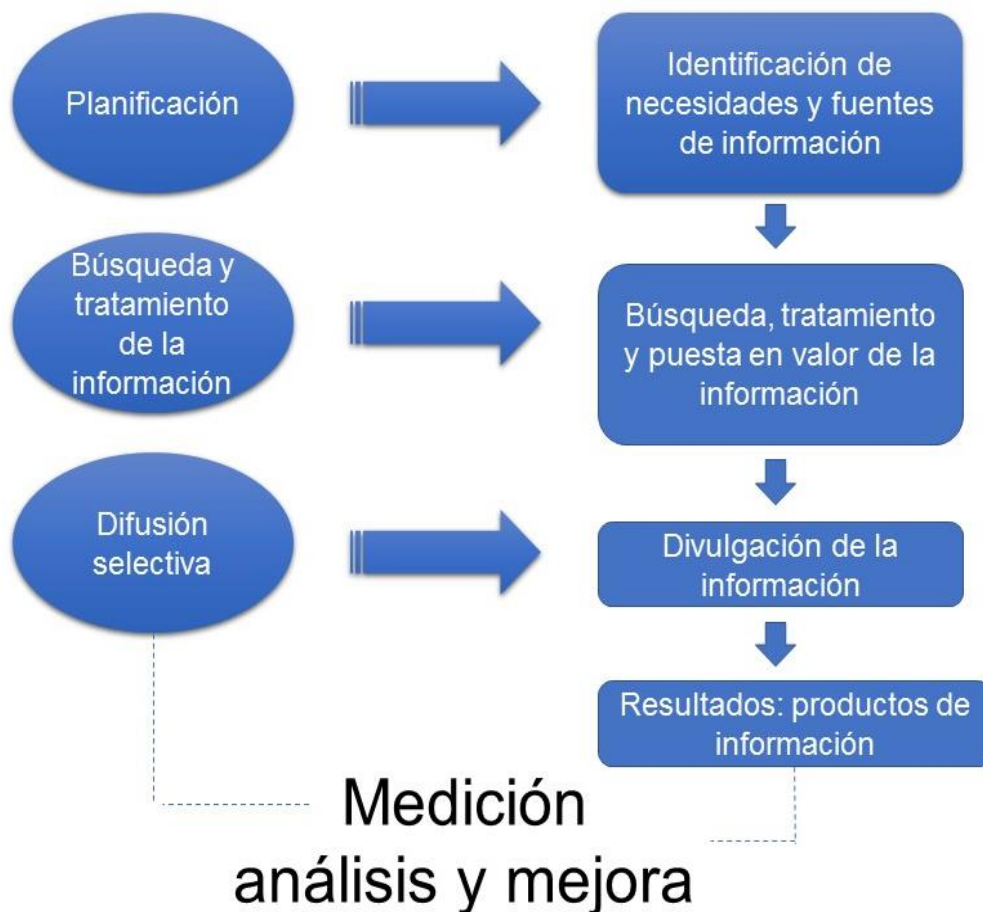 Planificación
Identificación de
necesidades y fuentes
de información
Búsqueda y
tratamiento
de la
información
Búsqueda, tratamiento
y puesta en valor de la
información
Difusión
selectiva
Divulgación de la
información
Resultados: productos de
información
Medición
análisis y mejora